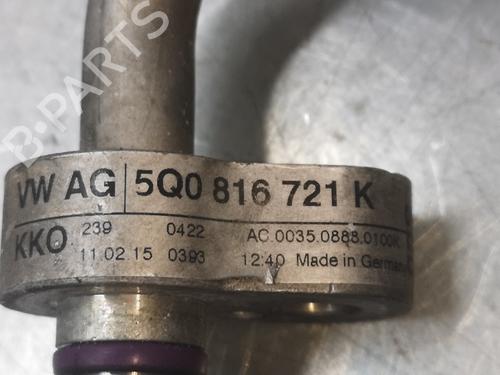 B-PARTS
VW AG 5Q0 816 721 K
KKO 239 0422 AC.0035.0888.0100K
11.02.15 0393 12:40 Made in German